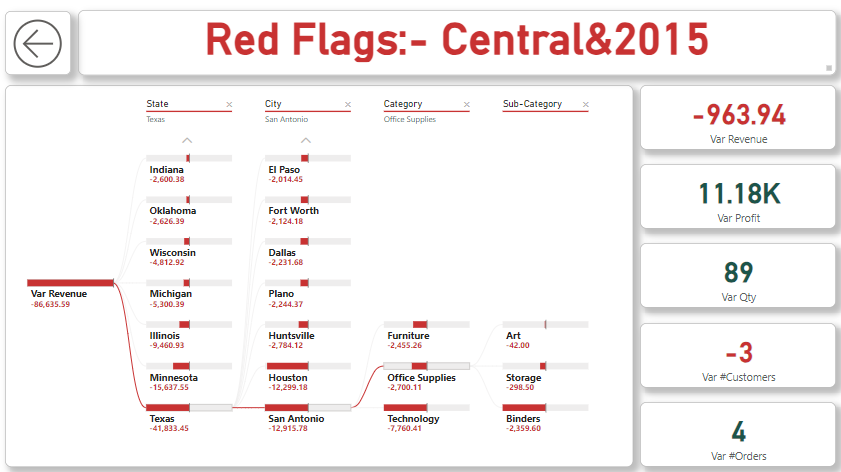 Red Flags:- Central&2015
State
Texas
City
San Antonio
Category
Office Supplies
Sub-Category
Var Revenue
-86,635.59
Indiana
-2,600.38
Oklahoma
-2,626.39
Wisconsin
-4,812.92
Michigan
-5,300.39
Illinois
-9,460.93
Minnesota
-15,637.55
Texas
-41,833.45
El Paso
-2,014.45
Fort Worth
-2,124.18
Dallas
-2,231.68
Plano
-2,244.37
Huntsville
-2,784.12
Houston
-12,299.18
San Antonio
-12,915.78
Furniture
-2,455.26
Office Supplies
-2,700.11
Technology
-7,760.41
Art
-42.00
Storage
-298.50
Binders
-2,359.60
-963.94
Var Revenue
11.18K
Var Profit
89
Var Qty
-3
Var #Customers
4
Var #Orders